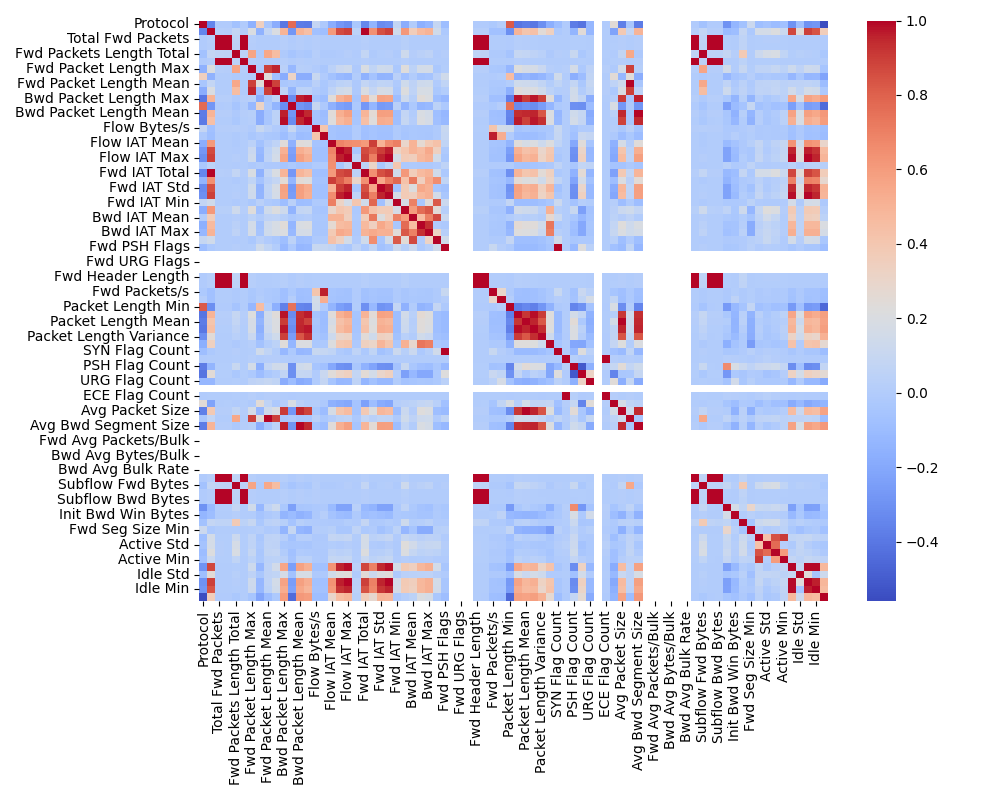 Protocol
Total Fwd Packets
Fwd Packets Length Total
Fwd Packet Length Max
Fwd Packet Length Mean
Bwd Packet Length Max
Bwd Packet Length Mean
Flow Bytes/s
Flow IAT Mean
Flow IAT Max
Fwd IAT Total
Fwd IAT Std
Fwd IAT Min
Bwd IAT Mean
Bwd IAT Max
Fwd PSH Flags
Fwd URG Flags
Fwd Header Length
Fwd Packets/s
Packet Length Min
Packet Length Mean
Packet Length Variance
SYN Flag Count
PSH Flag Count
URG Flag Count
ECE Flag Count
Avg Packet Size
Avg Bwd Segment Size
Fwd Avg Packets/Bulk
Bwd Avg Bytes/Bulk
Bwd Avg Bulk Rate
Subflow Fwd Bytes
Subflow Bwd Bytes
Init Bwd Win Bytes
Fwd Seg Size Min
Active Std
Active Min
Idle Std
Idle Min
Protocol
Total Fwd Packets
Fwd Packets Length Total
Fwd Packet Length Max
Fwd Packet Length Mean
Bwd Packet Length Max
Bwd Packet Length Mean
Flow Bytes/s
Flow IAT Mean
Flow IAT Max
Fwd IAT Total
Fwd IAT Std
Fwd IAT Min
Bwd IAT Mean
Bwd IAT Max
Fwd PSH Flags
Fwd URG Flags
Fwd Header Length
Fwd Packets/s
Packet Length Min
Packet Length Mean
Packet Length Variance
SYN Flag Count
PSH Flag Count
URG Flag Count
ECE Flag Count
Avg Packet Size
Avg Bwd Segment Size
Fwd Avg Packets/Bulk
Bwd Avg Bytes/Bulk
Bwd Avg Bulk Rate
Subflow Fwd Bytes
Subflow Bwd Bytes
Init Bwd Win Bytes
Fwd Seg Size Min
Active Std
Active Min
Idle Std
Idle Min
1.0
0.8
0.6
0.4
0.2
0.0
−0.2
−0.4